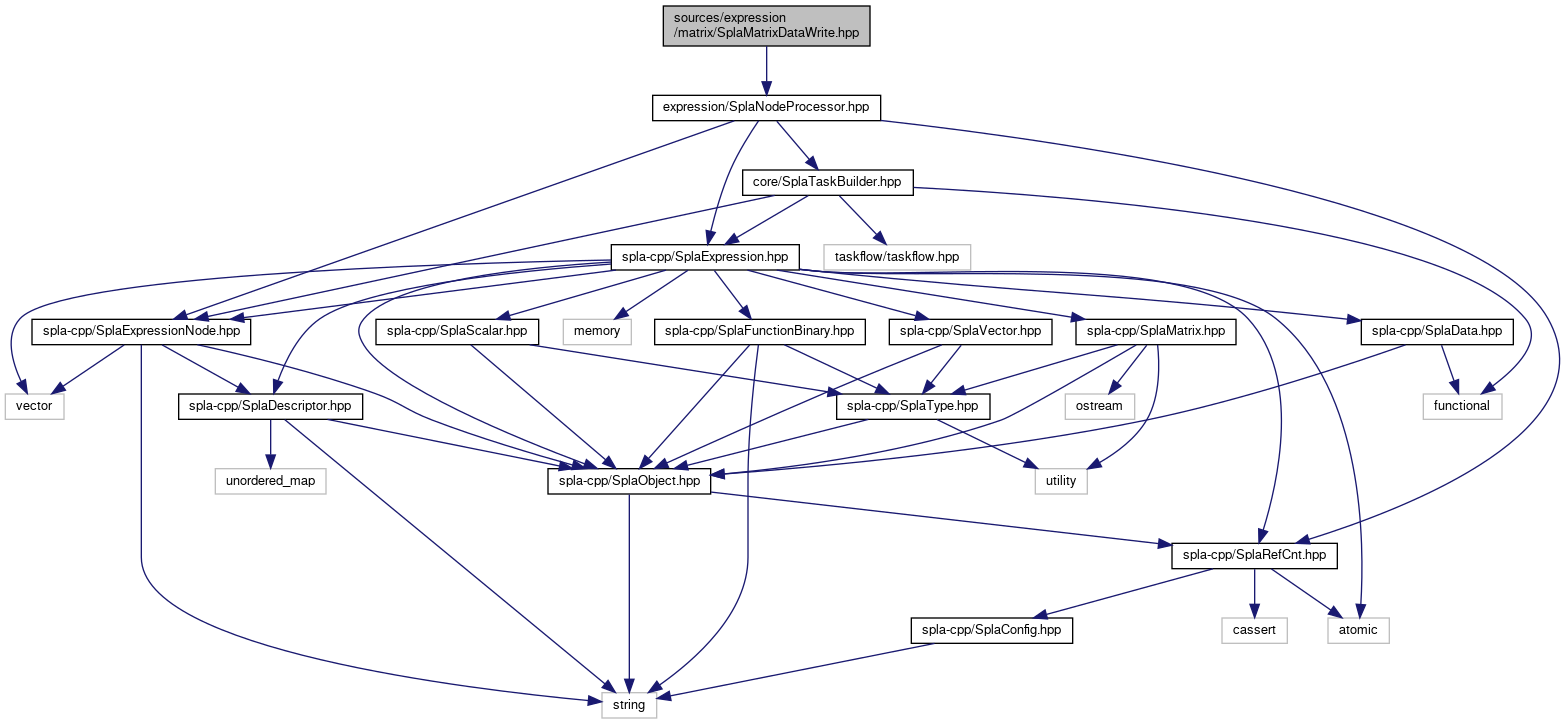 sources/expression
/matrix/SplaMatrixDataWrite.hpp
expression/SplaNodeProcessor.hpp
core/SplaTaskBuilder.hpp
spla-cpp/SplaExpression.hpp
taskflow/taskflow.hpp
spla-cpp/SplaExpressionNode.hpp
spla-cpp/SplaScalar.hpp
memory
spla-cpp/SplaFunctionBinary.hpp
spla-cpp/SplaVector.hpp
spla-cpp/SplaMatrix.hpp
spla-cpp/SplaData.hpp
vector
spla-cpp/SplaDescriptor.hpp
spla-cpp/SplaType.hpp
ostream
functional
unordered_map
spla-cpp/SplaObject.hpp
utility
spla-cpp/SplaRefCnt.hpp
spla-cpp/SplaConfig.hpp
cassert
atomic
string